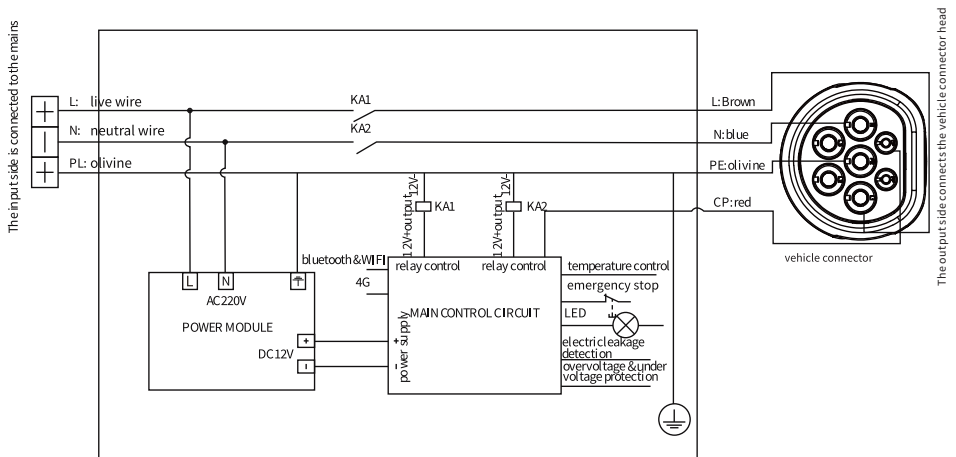 The input side is connected to the mains
L: live wire
N: neutral wire
PL: olivine
KA1
KA2
L:Brown
N:blue
PE:olivine
CP:red
vehicle connector
The output side connects the vehicle connector head
12V-
12V+output
KA1
12V-
12V+output
KA2
bluetooth&WIFI
4G
relay control
relay control
MAIN CONTROL CIRCUIT
power supply
+
-
temperature control
emergency stop
LED
electricleakage
detection
overvoltage&under
voltage protection
L
N
AC220V
POWER MODULE
DC12V
+
-